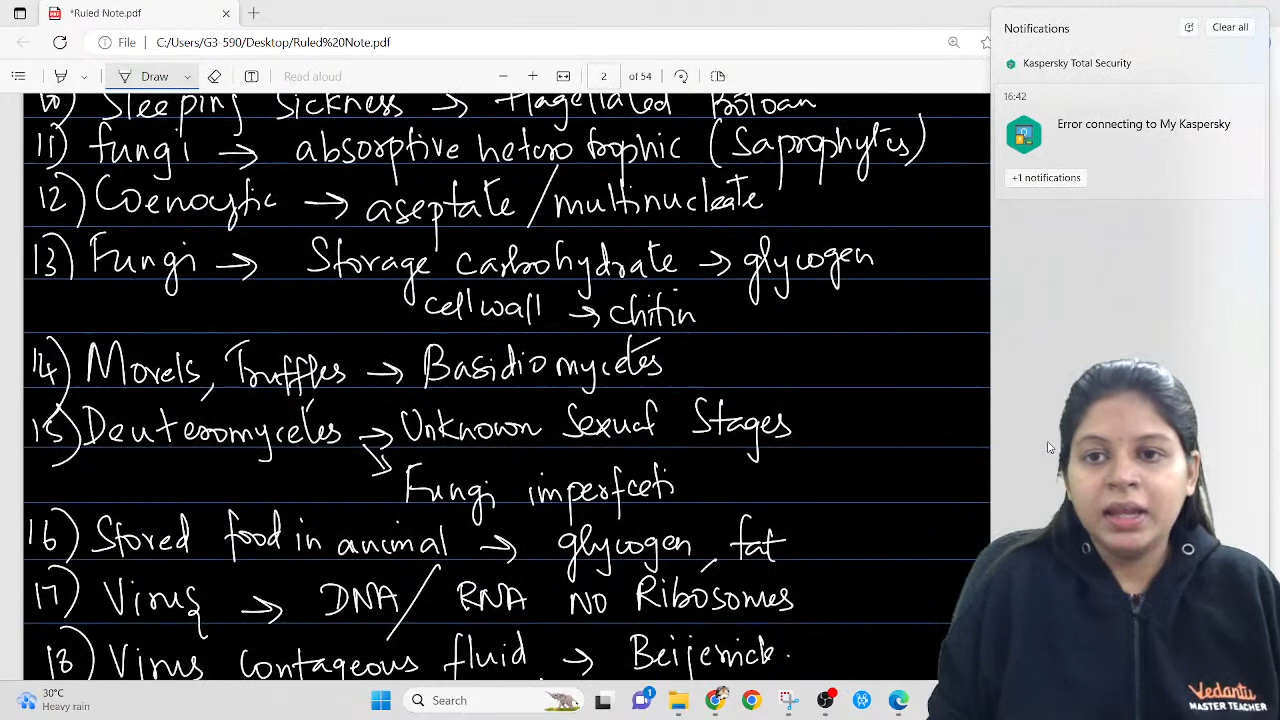 *Ruled Note.pdf
File C:/Users/G3-590/Desktop/Ruled%20Note.pdf
Draw Read aloud 2 of 54
Notifications Clear all
Kaspersky Total Security
16:42
Error connecting to My Kaspersky
+1 notifications
10) Sleeping Sickness → Flagellated
11) fungi → absorptive heterotrophic (Saprophytes)
12) Coenocytic → aseptate / multinucleate
13) Fungi → Storage carbohydrate → glycogen
cell wall → chitin
14) Morels, Truffles → Basidiomycetes
15) Deuteromycetes → Unknown Sexual Stages
→ Fungi imperfecti
16) Stored food in animal → glycogen, fat
17) Virus → DNA / RNA NO Ribosomes
18) Virus contageous fluid → Beijerinck.
Vedantu
MASTER TEACHER
30°C
Heavy rain
Search
1